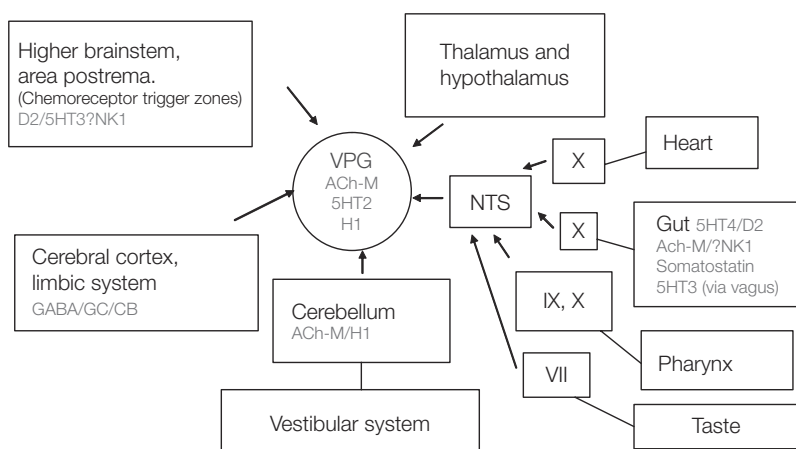 Higher brainstem,
area postrema.
(Chemoreceptor trigger zones)
D2/5HT3?NK1
Thalamus and
hypothalamus
VPG
ACh-M
5HT2
H1
NTS
X
Heart
X
Gut 5HT4/D2
Ach-M/?NK1
Somatostatin
5HT3 (via vagus)
Cerebral cortex,
limbic system
GABA/GC/CB
Cerebellum
ACh-M/H1
IX, X
Pharynx
VII
Taste
Vestibular system